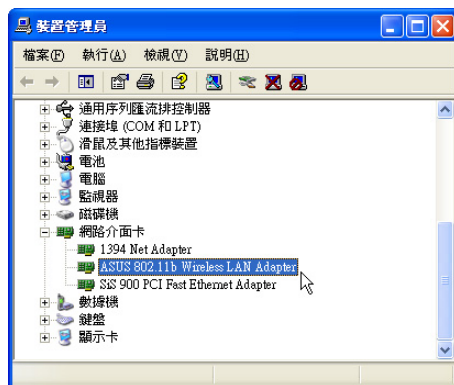 裝置管理員
檔案(F) 執行(A) 檢視(V) 說明(H)
通用序列匯流排控制器
連接埠 (COM 和 LPT)
滑鼠及其他指標裝置
電池
電腦
監視器
磁碟機
網路介面卡
1394 Net Adapter
ASUS 802.11b Wireless LAN Adapter
SiS 900 PCI Fast Ethernet Adapter
數據機
鍵盤
顯示卡